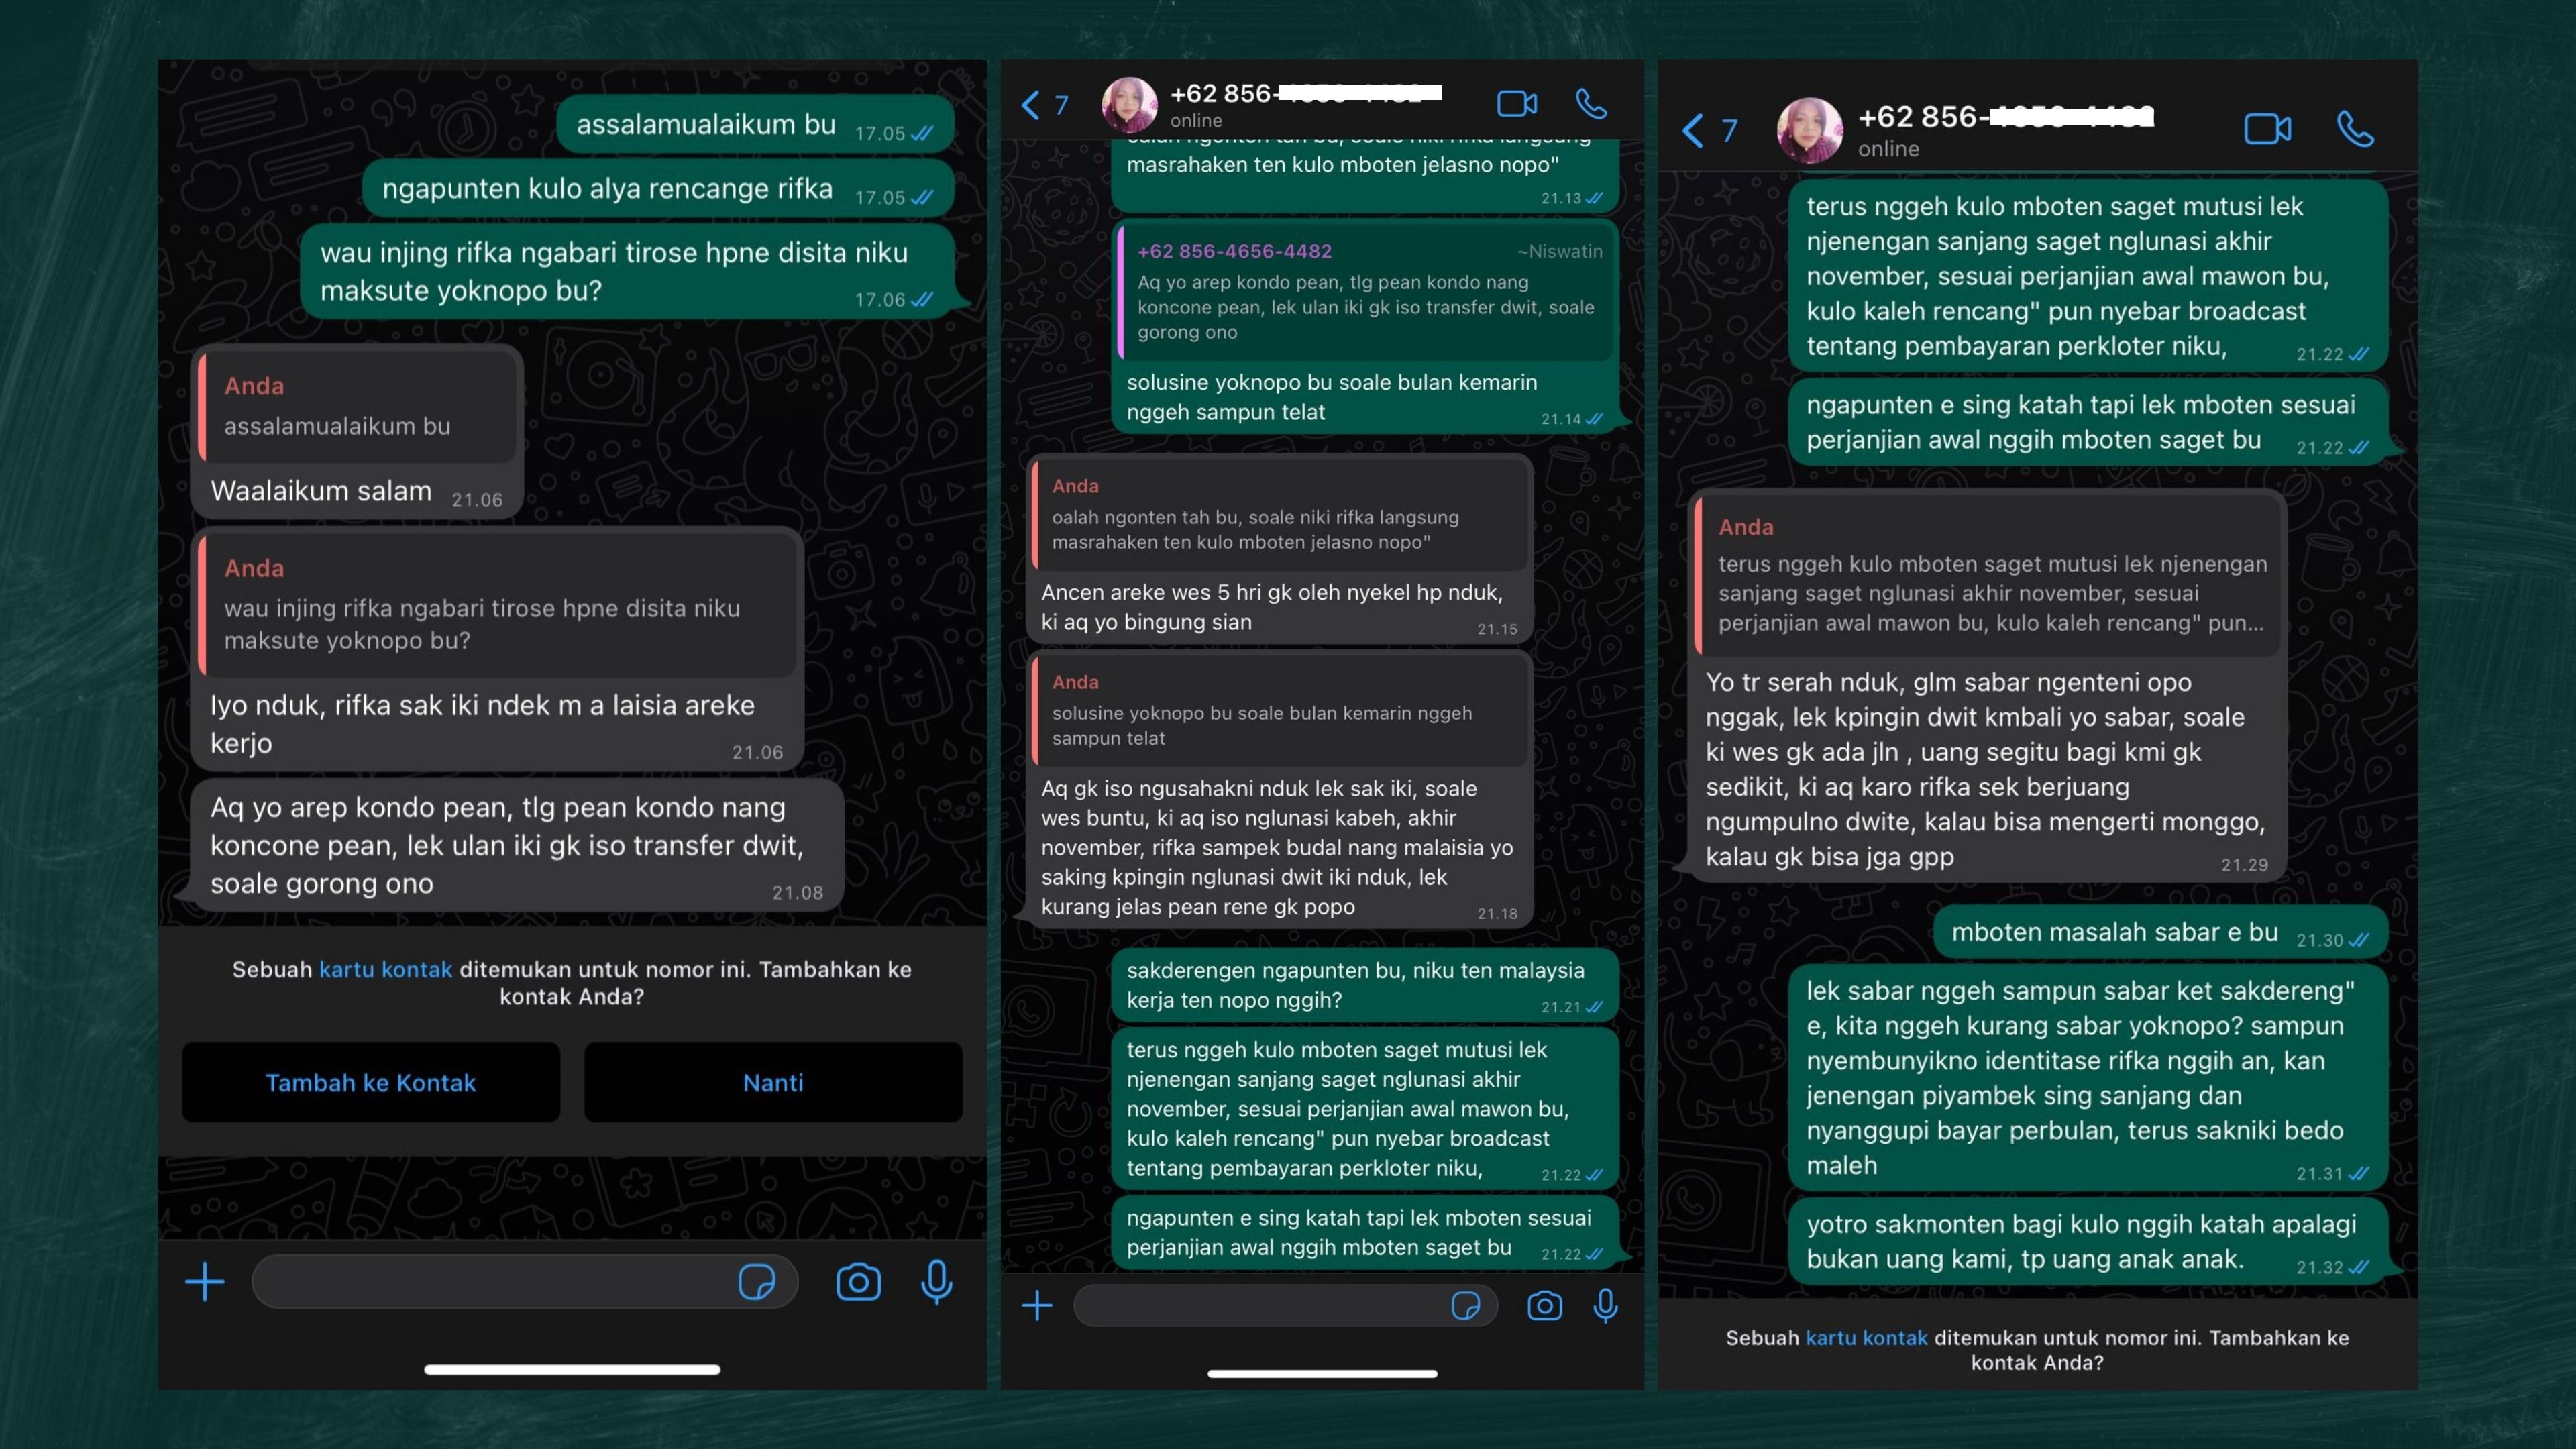 assalamualaikum bu 17.05
ngapunten kulo alya rencange rifka 17.05
wau injing rifka ngabari tirose hpne disita niku
maksute yoknopo bu? 17.06
Anda
assalamualaikum bu
Waalaikum salam 21.06
Anda
wau injing rifka ngabari tirose hpne disita niku
maksute yoknopo bu?
Iyo nduk, rifka sak iki ndek m a laisia areke
kerjo 21.06
Aq yo arep kondo pean, tlg pean kondo nang
koncone pean, lek ulan iki gk iso transfer dwit,
soale gorong ono 21.08
Sebuah kartu kontak ditemukan untuk nomor ini. Tambahkan ke
kontak Anda?
Tambah ke Kontak
Nanti
7
+62 856-
online
masrahaken ten kulo mboten jelasno nopo"
21.13
+62 856-4656-4482 ~Niswatin
Aq yo arep kondo pean, tlg pean kondo nang
koncone pean, lek ulan iki gk iso transfer dwit, soale
gorong ono
solusine yoknopo bu soale bulan kemarin
nggeh sampun telat 21.14
Anda
oalah ngonten tah bu, soale niki rifka langsung
masrahaken ten kulo mboten jelasno nopo"
Ancen areke wes 5 hri gk oleh nyekel hp nduk,
ki aq yo bingung sian 21.15
Anda
solusine yoknopo bu soale bulan kemarin nggeh
sampun telat
Aq gk iso ngusahakni nduk lek sak iki, soale
wes buntu, ki aq iso nglunasi kabeh, akhir
november, rifka sampek budal nang malaisia yo
saking kpingin nglunasi dwit iki nduk, lek
kurang jelas pean rene gk popo 21.18
sakderengen ngapunten bu, niku ten malaysia
kerja ten nopo nggih? 21.21
terus nggeh kulo mboten saget mutusi lek
njenengan sanjang saget nglunasi akhir
november, sesuai perjanjian awal mawon bu,
kulo kaleh rencang" pun nyebar broadcast
tentang pembayaran perkloter niku, 21.22
ngapunten e sing katah tapi lek mboten sesuai
perjanjian awal nggih mboten saget bu 21.22
7
+62 856-
online
terus nggeh kulo mboten saget mutusi lek
njenengan sanjang saget nglunasi akhir
november, sesuai perjanjian awal mawon bu,
kulo kaleh rencang" pun nyebar broadcast
tentang pembayaran perkloter niku, 21.22
ngapunten e sing katah tapi lek mboten sesuai
perjanjian awal nggih mboten saget bu 21.22
Anda
terus nggeh kulo mboten saget mutusi lek njenengan
sanjang saget nglunasi akhir november, sesuai
perjanjian awal mawon bu, kulo kaleh rencang" pun...
Yo tr serah nduk, glm sabar ngenteni opo
nggak, lek kpingin dwit kmbali yo sabar, soale
ki wes gk ada jln , uang segitu bagi kmi gk
sedikit, ki aq karo rifka sek berjuang
ngumpulno dwite, kalau bisa mengerti monggo,
kalau gk bisa jga gpp 21.29
mboten masalah sabar e bu 21.30
lek sabar nggeh sampun sabar ket sakdereng"
e, kita nggeh kurang sabar yoknopo? sampun
nyembunyikno identitase rifka nggih an, kan
jenengan piyambek sing sanjang dan
nyanggupi bayar perbulan, terus sakniki bedo
maleh 21.31
yotro sakmonten bagi kulo nggih katah apalagi
bukan uang kami, tp uang anak anak. 21.32
Sebuah kartu kontak ditemukan untuk nomor ini. Tambahkan ke
kontak Anda?